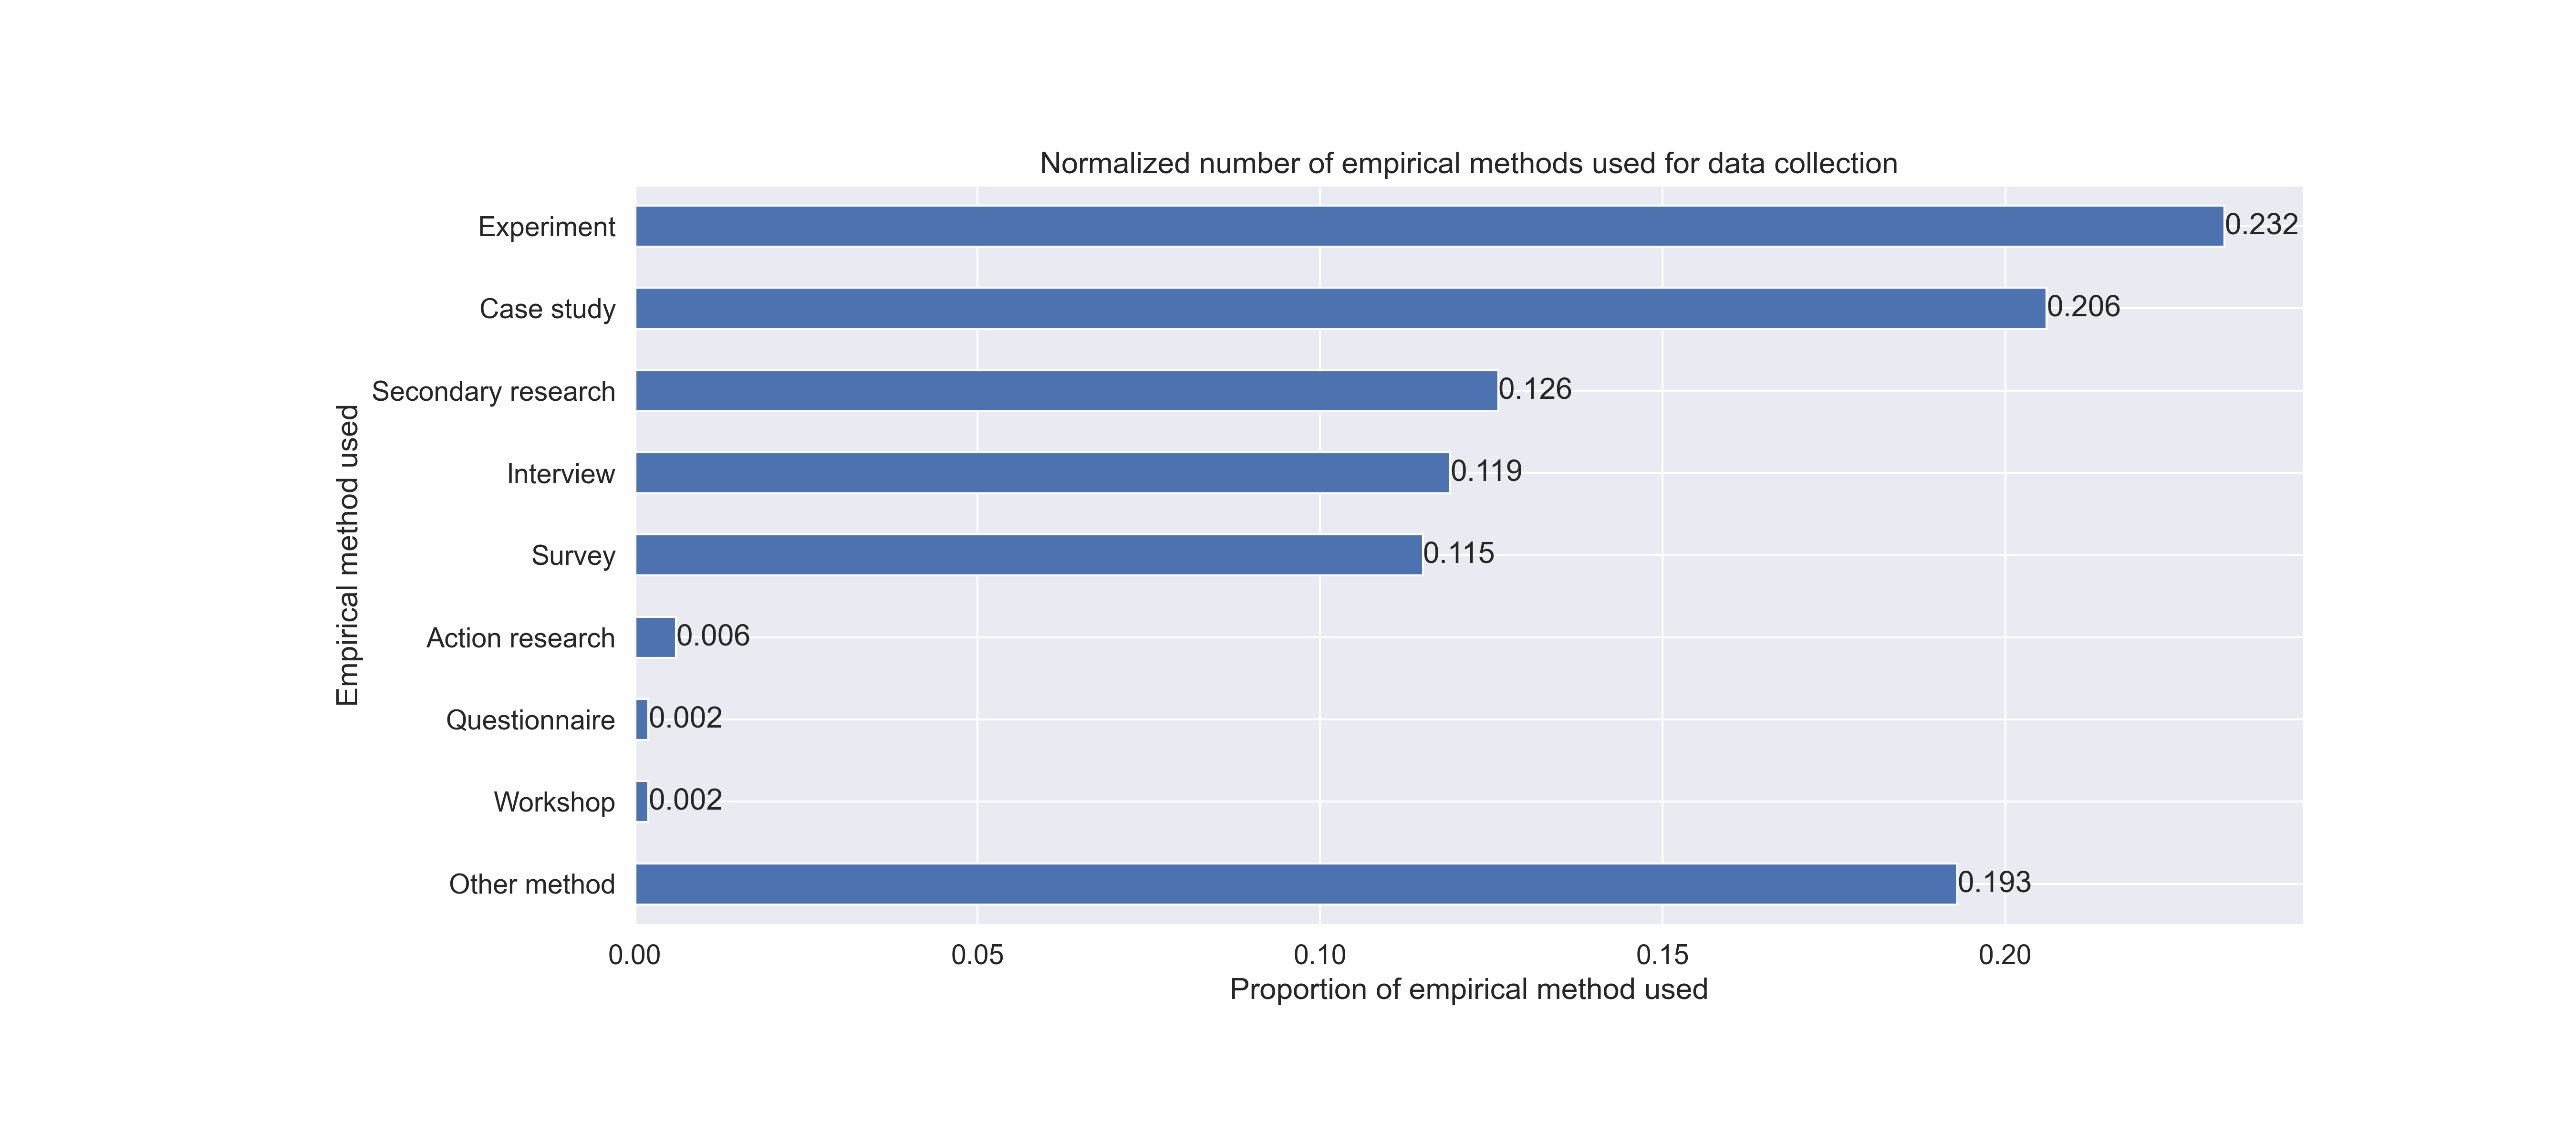 Normalized number of empirical methods used for data collection
Empirical method used
Experiment
0.232
Case study
0.206
Secondary research
0.126
Interview
0.119
Survey
0.115
Action research
0.006
Questionnaire
0.002
Workshop
0.002
Other method
0.193
0.00 0.05 0.10 0.15 0.20
Proportion of empirical method used